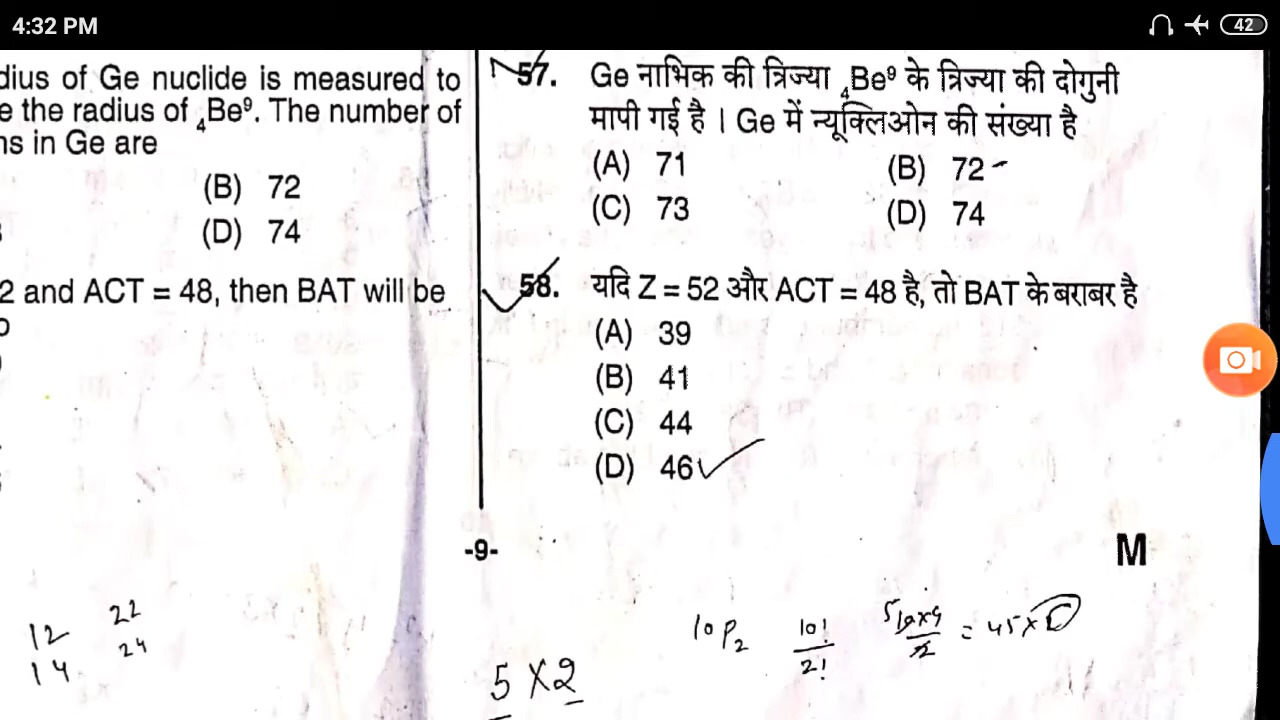 4:32 PM
42
dius of Ge nuclide is measured to
e the radius of ₄Be⁹. The number of
ns in Ge are
(B) 72
(D) 74
2 and ACT = 48, then BAT will be
57. Ge नाभिक की त्रिज्या ₄Be⁹ के त्रिज्या की दोगुनी
मापी गई है । Ge में न्यूक्लिओन की संख्या है
(A) 71 (B) 72
(C) 73 (D) 74
58. यदि Z = 52 और ACT = 48 है, तो BAT के बराबर है
(A) 39
(B) 41
(C) 44
(D) 46
-9-
M
12 22
14 24
5 X 2
10 P₂ 10!/2! = 45 x